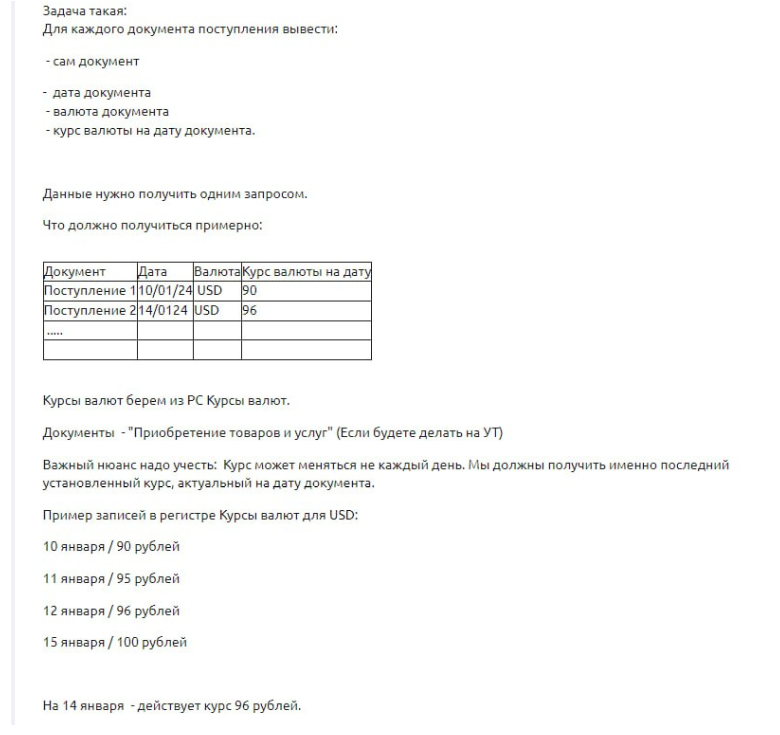 Задача такая:
Для каждого документа поступления вывести:
- сам документ
- дата документа
- валюта документа
- курс валюты на дату документа.
Данные нужно получить одним запросом.
Что должно получиться примерно:
Документ Дата Валюта Курс валюты на дату
Поступление 1 10/01/24 USD 90
Поступление 2 14/0124 USD 96
.....
Курсы валют берем из РС Курсы валют.
Документы - "Приобретение товаров и услуг" (Если будете делать на УТ)
Важный нюанс надо учесть: Курс может меняться не каждый день. Мы должны получить именно последний
установленный курс, актуальный на дату документа.
Пример записей в регистре Курсы валют для USD:
10 января / 90 рублей
11 января / 95 рублей
12 января / 96 рублей
15 января / 100 рублей
На 14 января - действует курс 96 рублей.